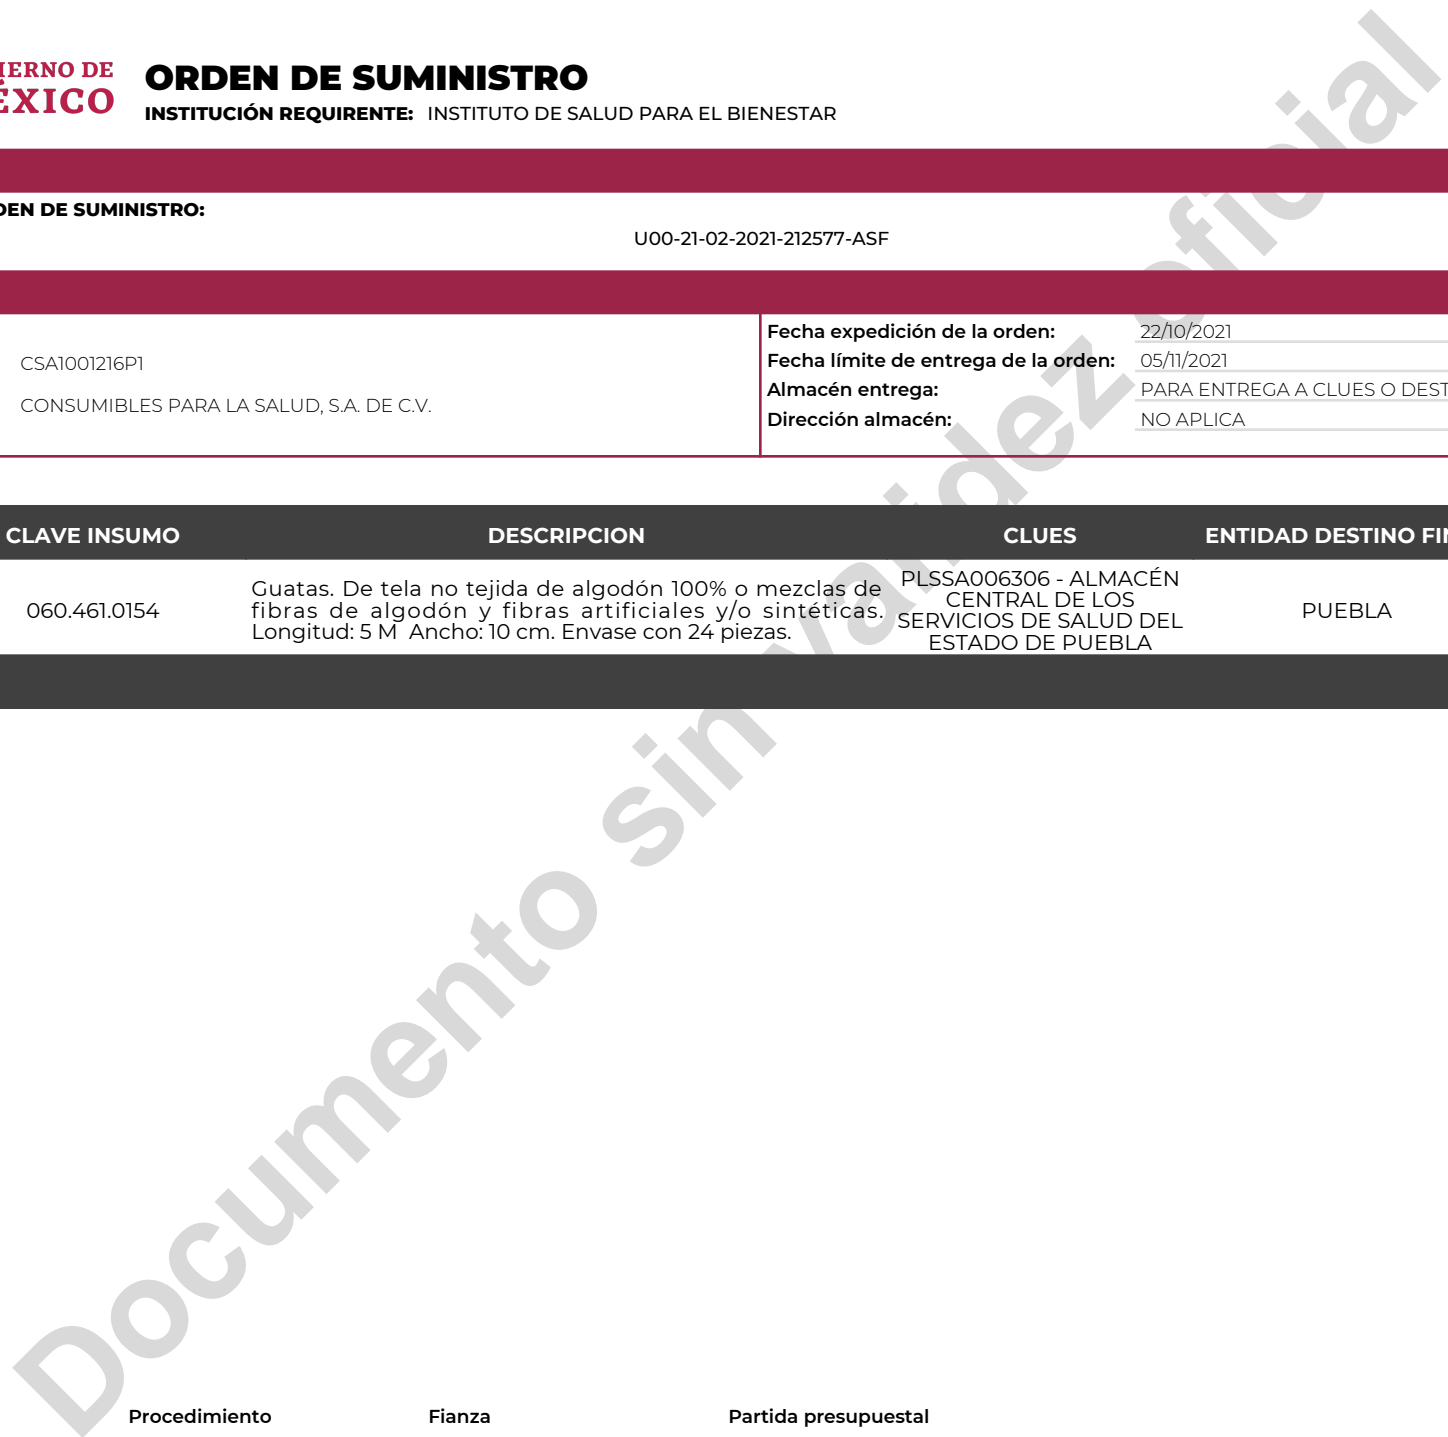 IERNO DE
ÉXICO
ORDEN DE SUMINISTRO
INSTITUCIÓN REQUIRENTE: INSTITUTO DE SALUD PARA EL BIENESTAR
DEN DE SUMINISTRO:
U00-21-02-2021-212577-ASF
CSA1001216P1
CONSUMIBLES PARA LA SALUD, S.A. DE C.V.
Fecha expedición de la orden: 22/10/2021
Fecha límite de entrega de la orden: 05/11/2021
Almacén entrega: PARA ENTREGA A CLUES O DEST
Dirección almacén: NO APLICA
CLAVE INSUMO DESCRIPCION CLUES ENTIDAD DESTINO FIN
060.461.0154
Guatas. De tela no tejida de algodón 100% o mezclas de
fibras de algodón y fibras artificiales y/o sintéticas.
Longitud: 5 M Ancho: 10 cm. Envase con 24 piezas.
PLSSA006306 - ALMACÉN
CENTRAL DE LOS
SERVICIOS DE SALUD DEL
ESTADO DE PUEBLA
PUEBLA
Documento sin validez oficial
Procedimiento Fianza Partida presupuestal